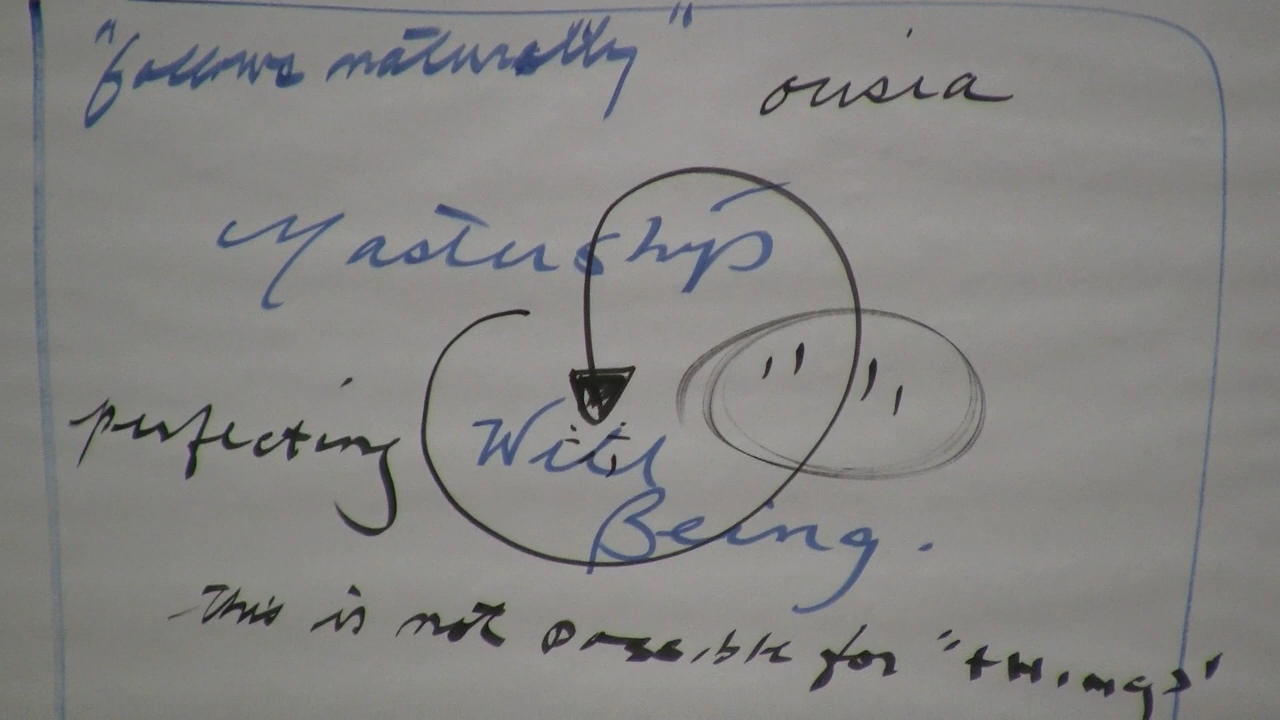 "follows naturally"
ousia
Mastership
perfecting
With
Being.
This is not possible for "things"